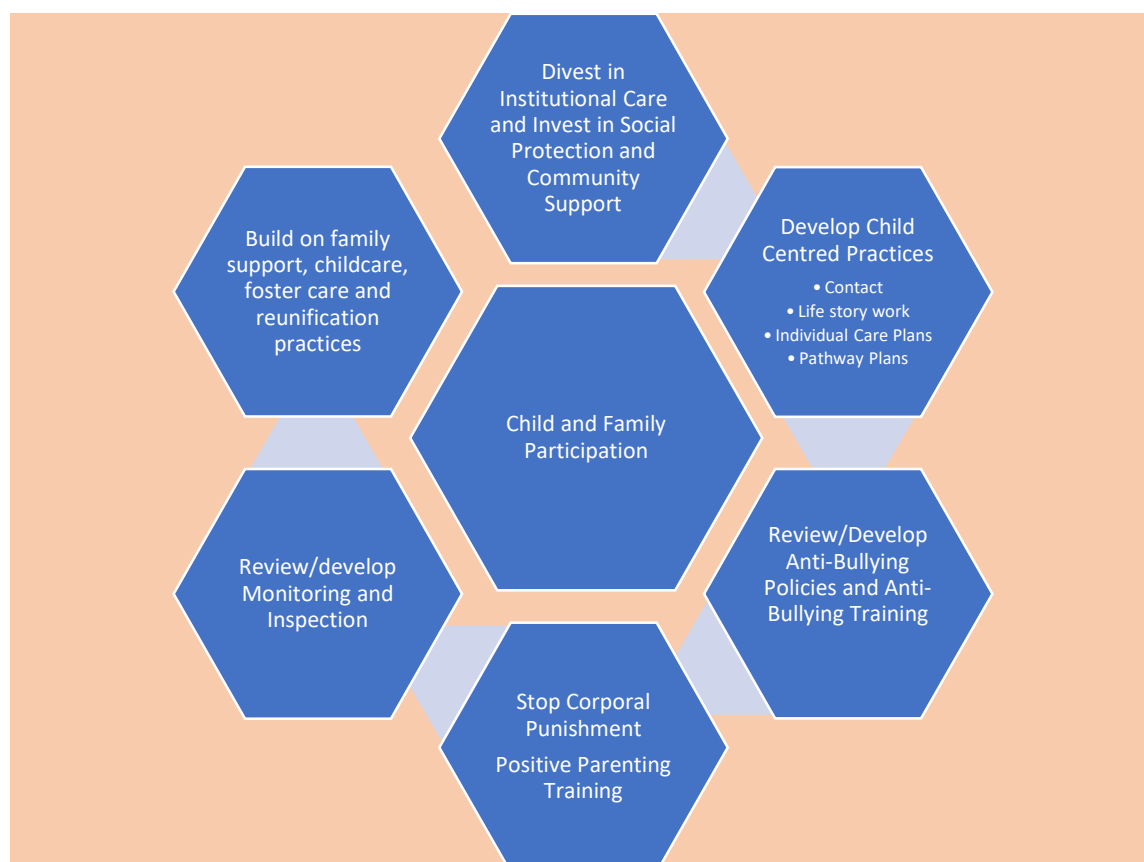 Divest in
Institutional Care
and Invest in Social
Protection and
Community
Support
Develop Child
Centred Practices
• Contact
• Life story work
• Individual Care Plans
• Pathway Plans
Build on family
support, childcare,
foster care and
reunification
practices
Child and Family
Participation
Review/develop
Monitoring and
Inspection
Review/Develop
Anti-Bullying
Policies and Anti-
Bullying Training
Stop Corporal
Punishment
Positive Parenting
Training